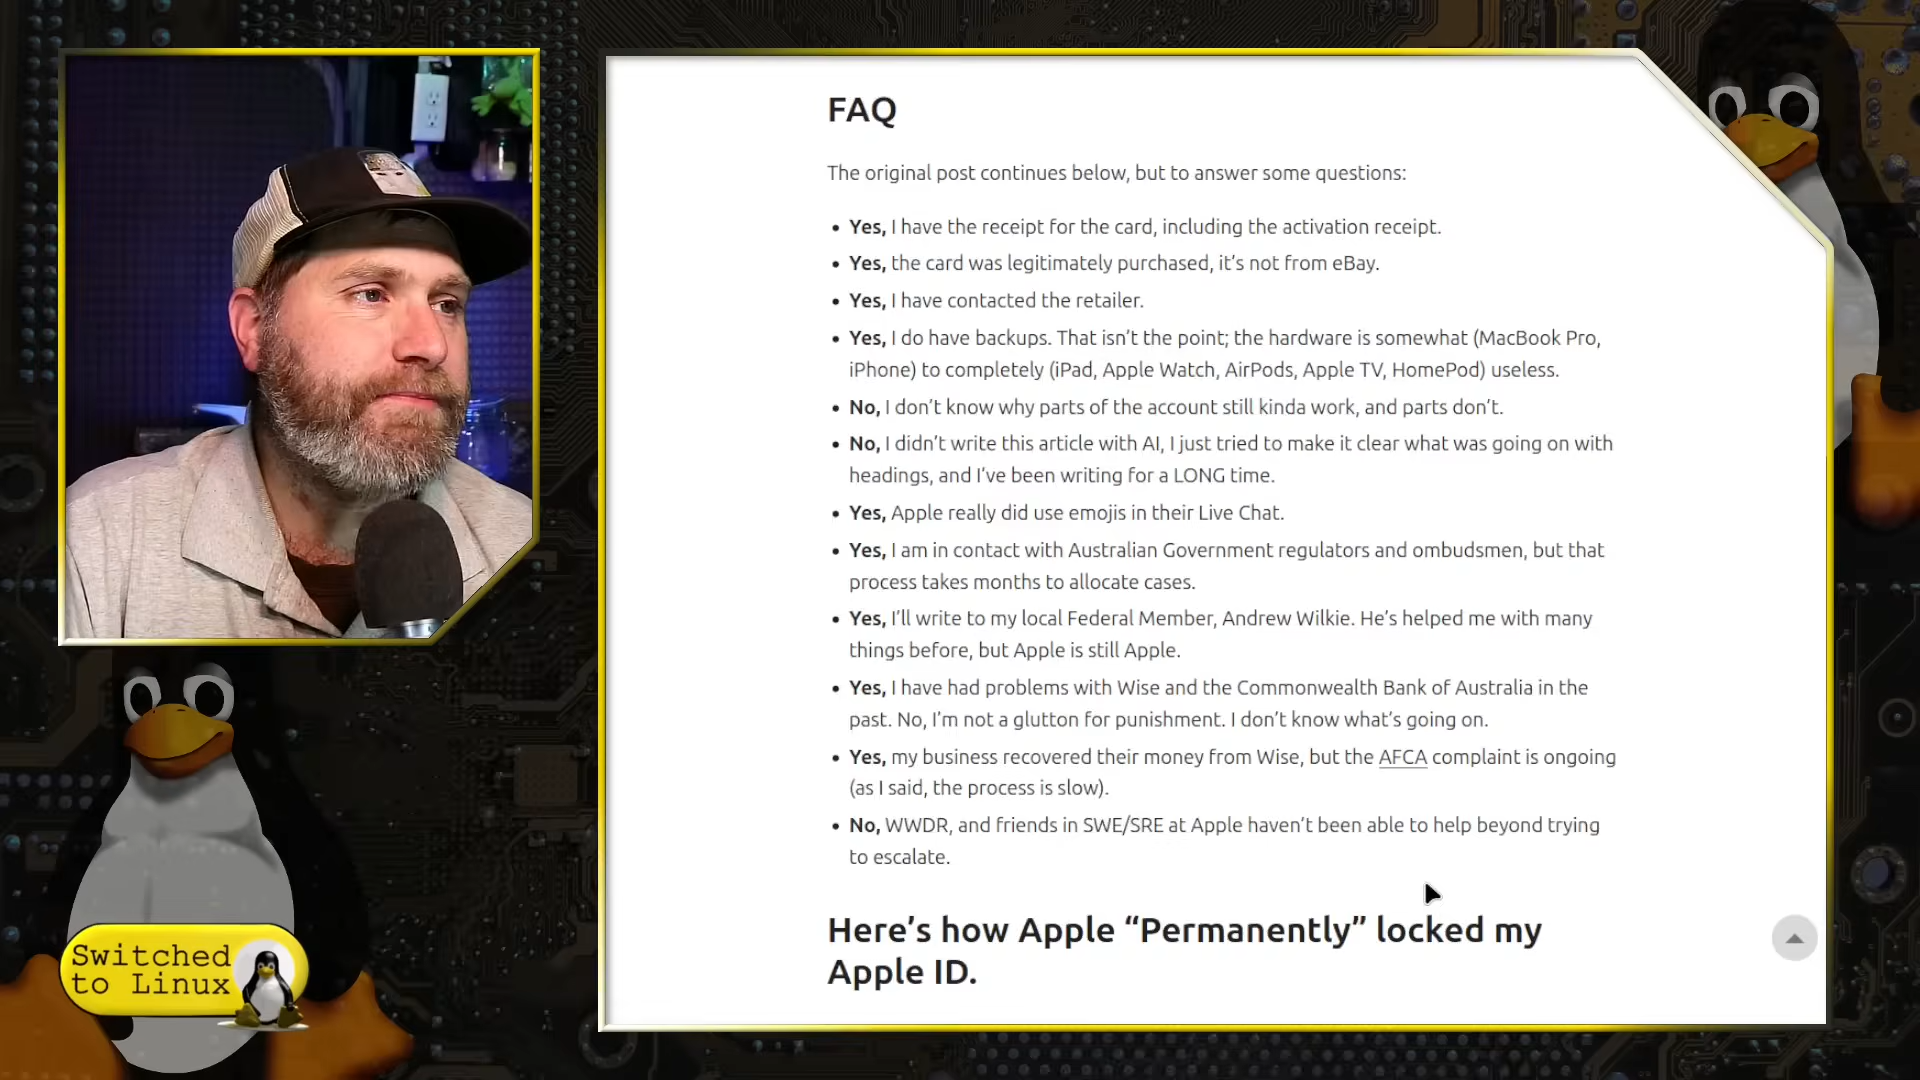 FAQ
The original post continues below, but to answer some questions:
• Yes, I have the receipt for the card, including the activation receipt.
• Yes, the card was legitimately purchased, it’s not from eBay.
• Yes, I have contacted the retailer.
• Yes, I do have backups. That isn’t the point; the hardware is somewhat (MacBook Pro,
iPhone) to completely (iPad, Apple Watch, AirPods, Apple TV, HomePod) useless.
• No, I don’t know why parts of the account still kinda work, and parts don’t.
• No, I didn’t write this article with AI, I just tried to make it clear what was going on with
headings, and I’ve been writing for a LONG time.
• Yes, Apple really did use emojis in their Live Chat.
• Yes, I am in contact with Australian Government regulators and ombudsmen, but that
process takes months to allocate cases.
• Yes, I’ll write to my local Federal Member, Andrew Wilkie. He’s helped me with many
things before, but Apple is still Apple.
• Yes, I have had problems with Wise and the Commonwealth Bank of Australia in the
past. No, I’m not a glutton for punishment. I don’t know what’s going on.
• Yes, my business recovered their money from Wise, but the AFCA complaint is ongoing
(as I said, the process is slow).
• No, WWDR, and friends in SWE/SRE at Apple haven’t been able to help beyond trying
to escalate.
Here’s how Apple “Permanently” locked my
Apple ID.
Switched
to Linux